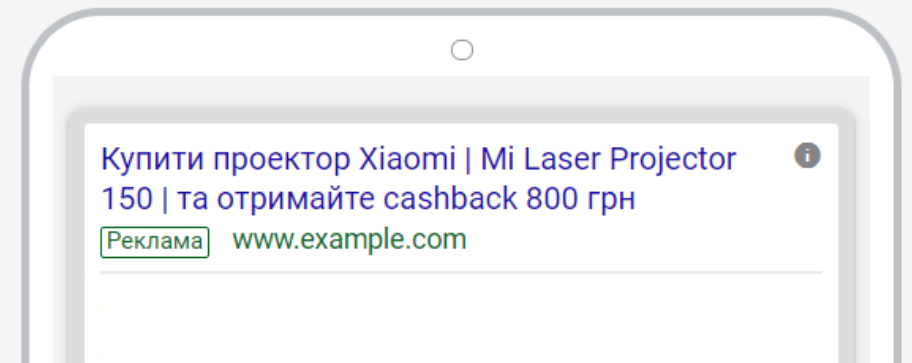 Купити проектор Xiaomi | Mi Laser Projector
150 | та отримайте cashback 800 грн
Реклама www.example.com